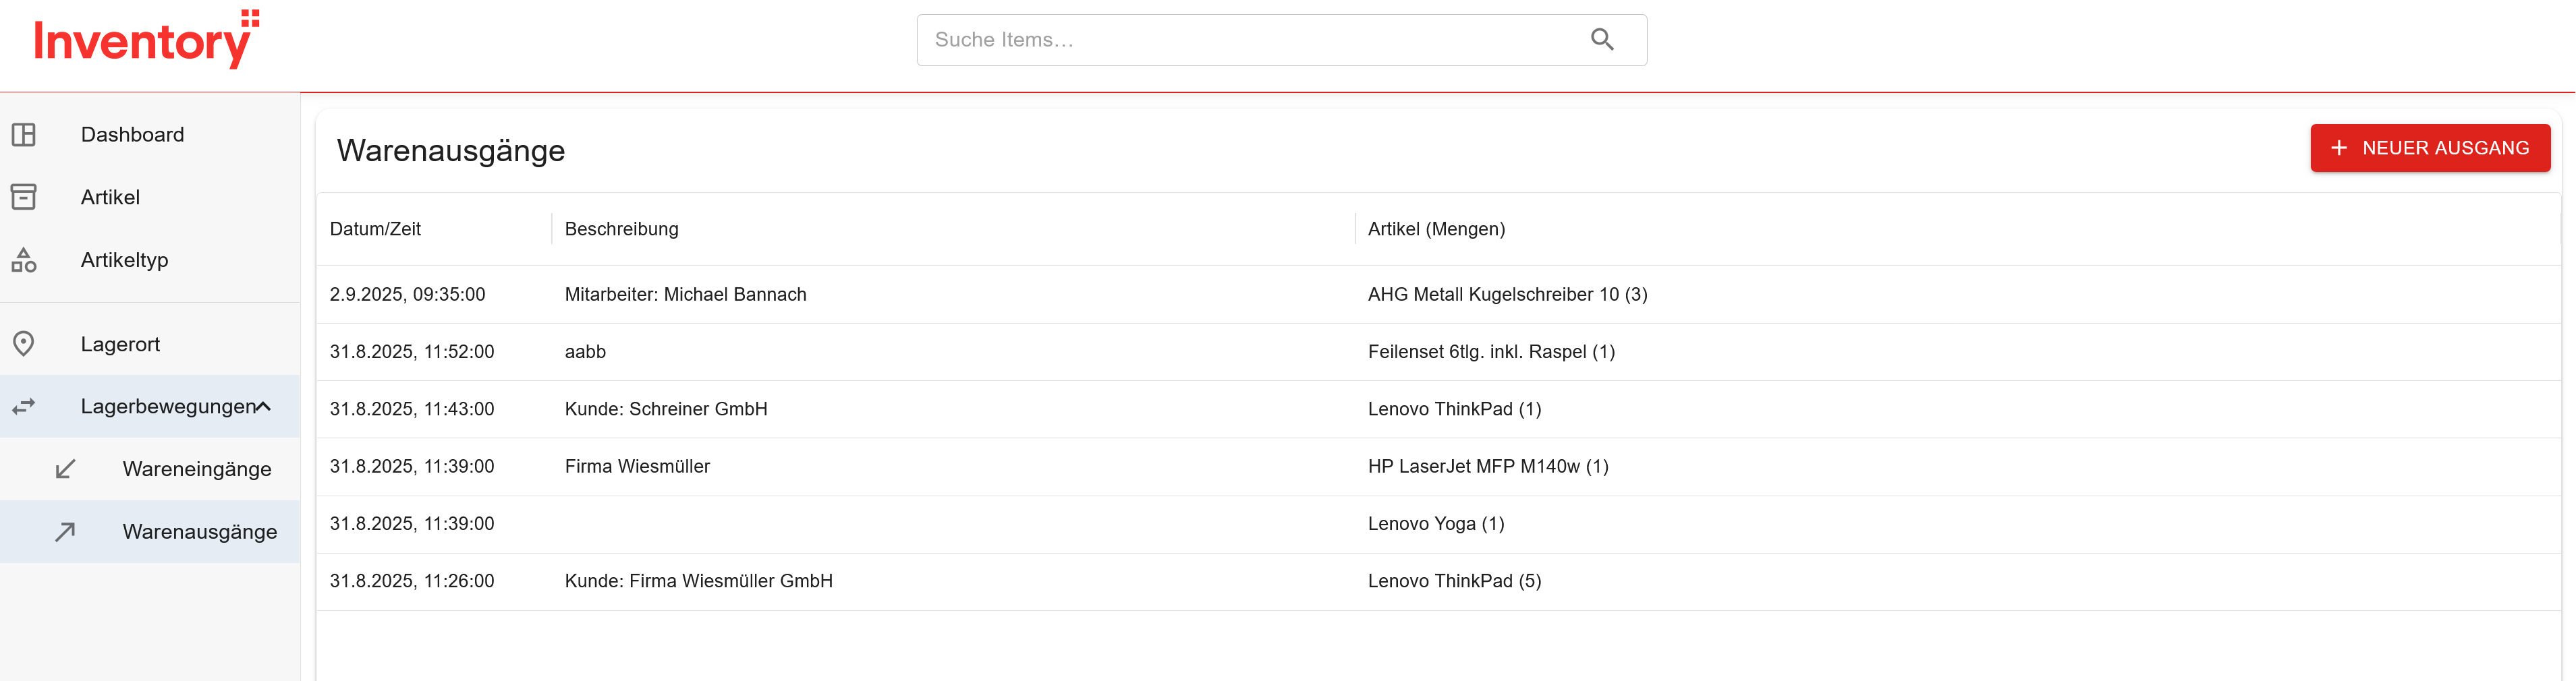 Inventory
Suche Items…
Dashboard
Artikel
Artikeltyp
Lagerort
Lagerbewegungen
Wareneingänge
Warenausgänge
Warenausgänge
NEUER AUSGANG
Datum/Zeit Beschreibung Artikel (Mengen)
2.9.2025, 09:35:00 Mitarbeiter: Michael Bannach AHG Metall Kugelschreiber 10 (3)
31.8.2025, 11:52:00 aabb Feilenset 6tlg. inkl. Raspel (1)
31.8.2025, 11:43:00 Kunde: Schreiner GmbH Lenovo ThinkPad (1)
31.8.2025, 11:39:00 Firma Wiesmüller HP LaserJet MFP M140w (1)
31.8.2025, 11:39:00 Lenovo Yoga (1)
31.8.2025, 11:26:00 Kunde: Firma Wiesmüller GmbH Lenovo ThinkPad (5)